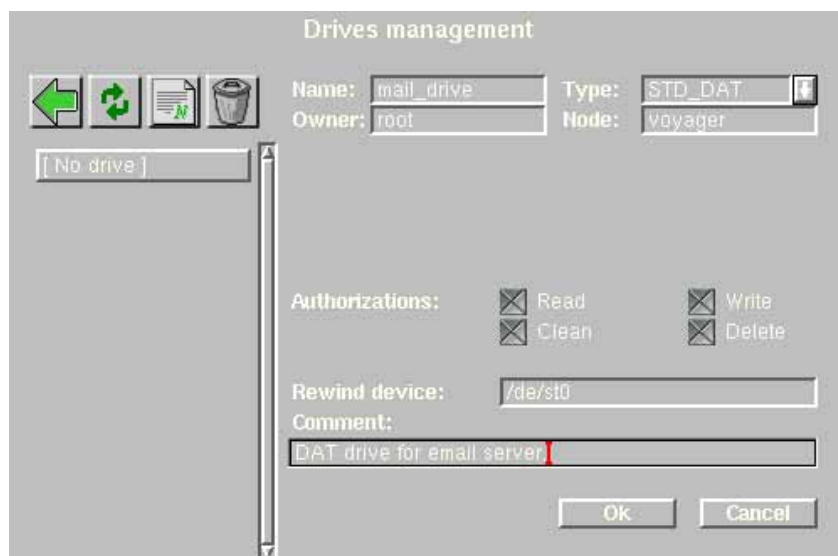 Drives management
Name: mail_drive Type: STD_DAT
Owner: root Node: voyager
[ No drive ]
Authorizations: Read Write
Clean Delete
Rewind device: /de/st0
Comment:
DAT drive for email server.
Ok Cancel